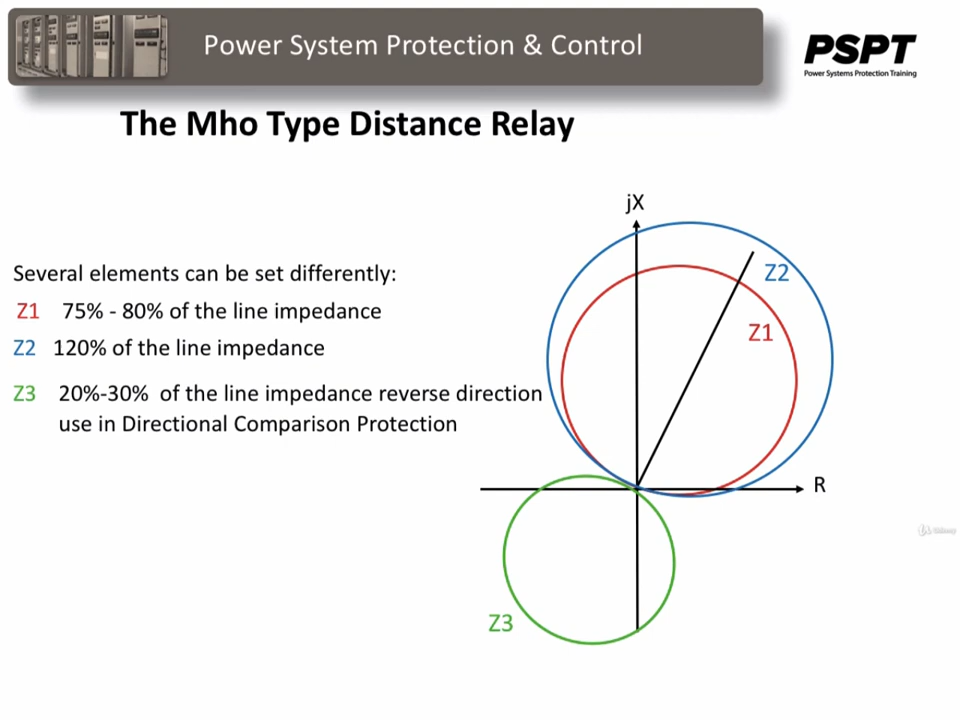 Power System Protection & Control
PSPT
Power Systems Protection Training
The Mho Type Distance Relay
jX
Several elements can be set differently:
Z2
Z1 75% - 80% of the line impedance
Z1
Z2 120% of the line impedance
Z3 20%-30% of the line impedance reverse direction
use in Directional Comparison Protection
R
Z3